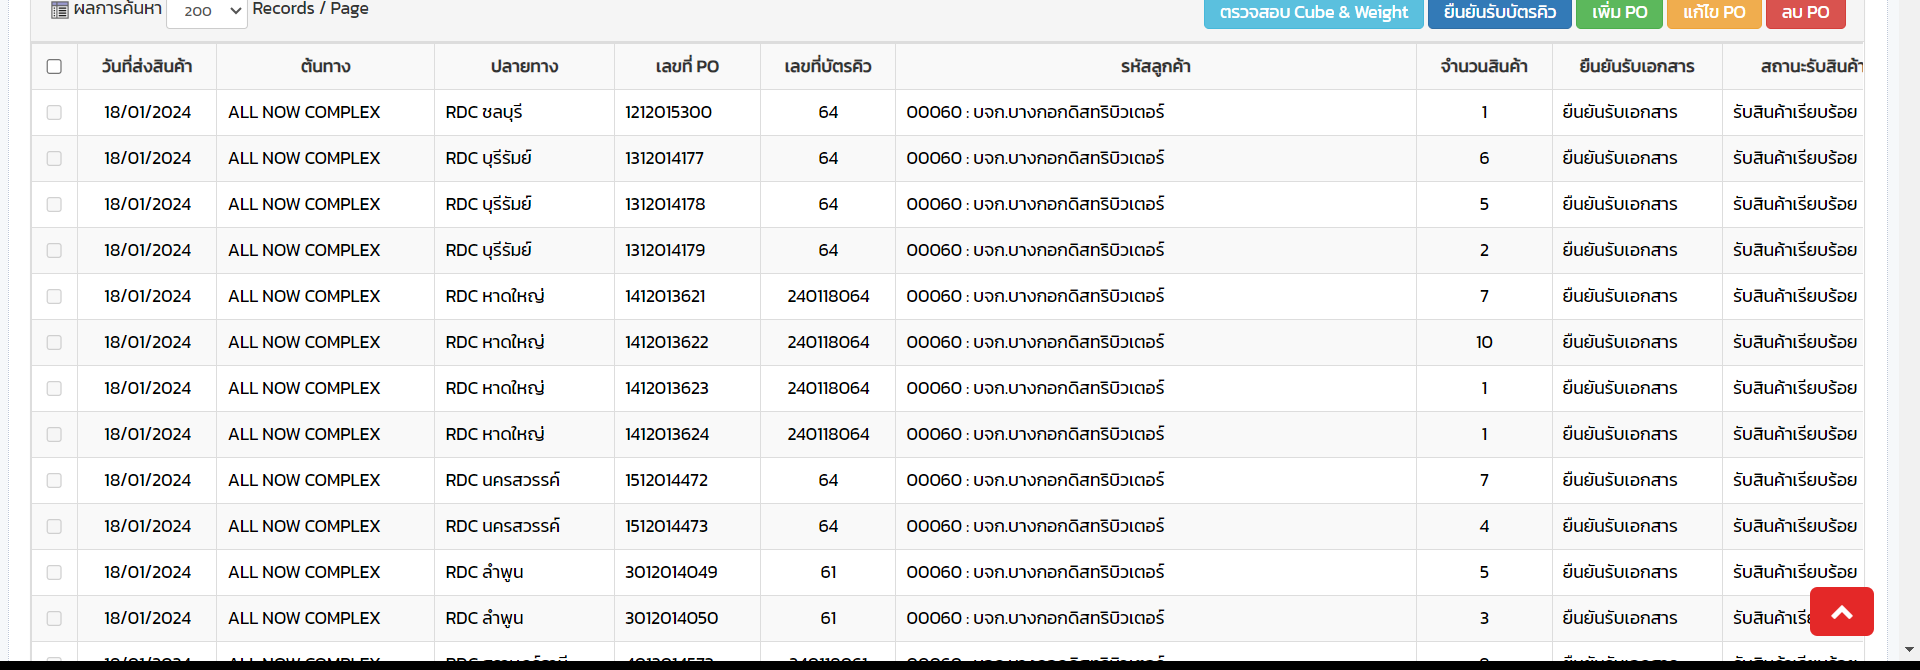 ผลการค้นหา 200 Records / Page ตรวจสอบ Cube & Weight ยืนยันรับบัตรคิว เพิ่ม PO แก้ไข PO ลบ PO
วันที่ส่งสินค้า ต้นทาง ปลายทาง เลขที่ PO เลขที่บัตรคิว รหัสลูกค้า จำนวนสินค้า ยืนยันรับเอกสาร สถานะรับสินค้า
18/01/2024 ALL NOW COMPLEX RDC ชลบุรี 1212015300 64 00060 : บจก.บางกอกดิสทริบิวเตอร์ 1 ยืนยันรับเอกสาร รับสินค้าเรียบร้อย
18/01/2024 ALL NOW COMPLEX RDC บุรีรัมย์ 1312014177 64 00060 : บจก.บางกอกดิสทริบิวเตอร์ 6 ยืนยันรับเอกสาร รับสินค้าเรียบร้อย
18/01/2024 ALL NOW COMPLEX RDC บุรีรัมย์ 1312014178 64 00060 : บจก.บางกอกดิสทริบิวเตอร์ 5 ยืนยันรับเอกสาร รับสินค้าเรียบร้อย
18/01/2024 ALL NOW COMPLEX RDC บุรีรัมย์ 1312014179 64 00060 : บจก.บางกอกดิสทริบิวเตอร์ 2 ยืนยันรับเอกสาร รับสินค้าเรียบร้อย
18/01/2024 ALL NOW COMPLEX RDC หาดใหญ่ 1412013621 240118064 00060 : บจก.บางกอกดิสทริบิวเตอร์ 7 ยืนยันรับเอกสาร รับสินค้าเรียบร้อย
18/01/2024 ALL NOW COMPLEX RDC หาดใหญ่ 1412013622 240118064 00060 : บจก.บางกอกดิสทริบิวเตอร์ 10 ยืนยันรับเอกสาร รับสินค้าเรียบร้อย
18/01/2024 ALL NOW COMPLEX RDC หาดใหญ่ 1412013623 240118064 00060 : บจก.บางกอกดิสทริบิวเตอร์ 1 ยืนยันรับเอกสาร รับสินค้าเรียบร้อย
18/01/2024 ALL NOW COMPLEX RDC หาดใหญ่ 1412013624 240118064 00060 : บจก.บางกอกดิสทริบิวเตอร์ 1 ยืนยันรับเอกสาร รับสินค้าเรียบร้อย
18/01/2024 ALL NOW COMPLEX RDC นครสวรรค์ 1512014472 64 00060 : บจก.บางกอกดิสทริบิวเตอร์ 7 ยืนยันรับเอกสาร รับสินค้าเรียบร้อย
18/01/2024 ALL NOW COMPLEX RDC นครสวรรค์ 1512014473 64 00060 : บจก.บางกอกดิสทริบิวเตอร์ 4 ยืนยันรับเอกสาร รับสินค้าเรียบร้อย
18/01/2024 ALL NOW COMPLEX RDC ลำพูน 3012014049 61 00060 : บจก.บางกอกดิสทริบิวเตอร์ 5 ยืนยันรับเอกสาร รับสินค้าเรียบร้อย
18/01/2024 ALL NOW COMPLEX RDC ลำพูน 3012014050 61 00060 : บจก.บางกอกดิสทริบิวเตอร์ 3 ยืนยันรับเอกสาร
18/01/2024 ALL NOW COMPLEX RDC